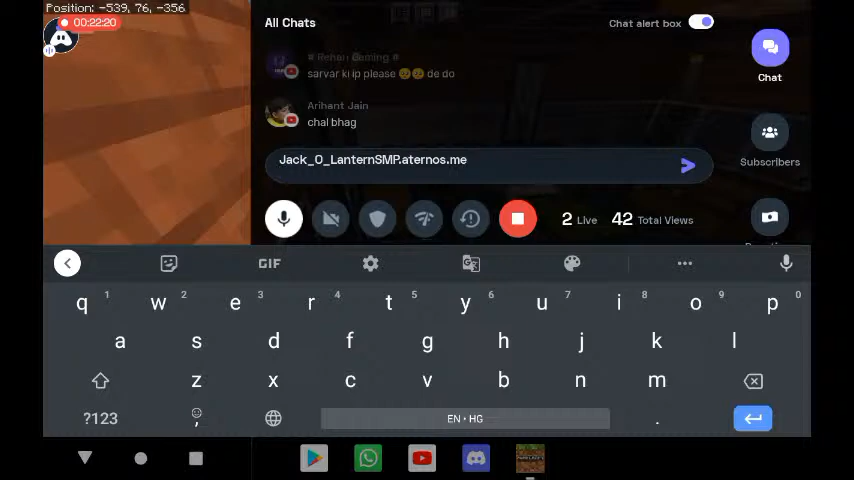 Position: -539, 76, -356
00:22:20
All Chats
Chat alert box
# Rehan Gaming #
sarvar ki ip please 🥺🥺 de do
Arihant Jain
chal bhag
Chat
Jack_O_LanternSMP.aternos.me
Subscribers
2 Live 42 Total Views
GIF
q 1 w 2 e 3 r 4 t 5 y 6 u 7 i 8 o 9 p 0
a s d f g h j k l
z x c v b n m
?123 , EN • HG .